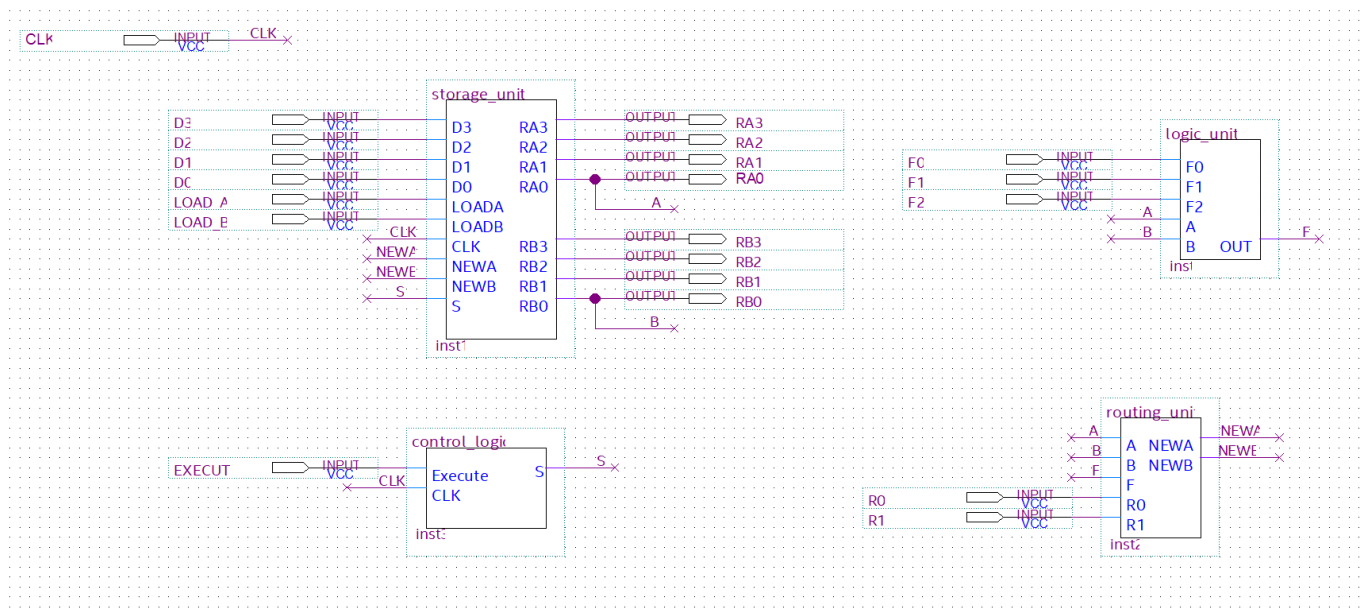 CLK INPUT VCC CLK
storage_unit
D3 INPUT VCC D3 RA3 OUTPUT RA3
D2 INPUT VCC D2 RA2 OUTPUT RA2
D1 INPUT VCC D1 RA1 OUTPUT RA1
D0 INPUT VCC D0 RA0 OUTPUT RA0
LOAD_A INPUT VCC LOADA A
LOAD_B INPUT VCC LOADB
CLK CLK RB3 OUTPUT RB3
NEWA NEWA RB2 OUTPUT RB2
NEWB NEWB RB1 OUTPUT RB1
S S RB0 OUTPUT RB0
B
inst1
logic_unit
F0 INPUT VCC F0
F1 INPUT VCC F1
F2 INPUT VCC F2
A A
B B OUT F
inst
control_logic
EXECUT INPUT VCC Execute S S
CLK CLK
inst3
routing_uni
A A NEWA NEWA
B B NEWB NEWB
F F
R0 INPUT VCC R0
R1 INPUT VCC R1
inst2